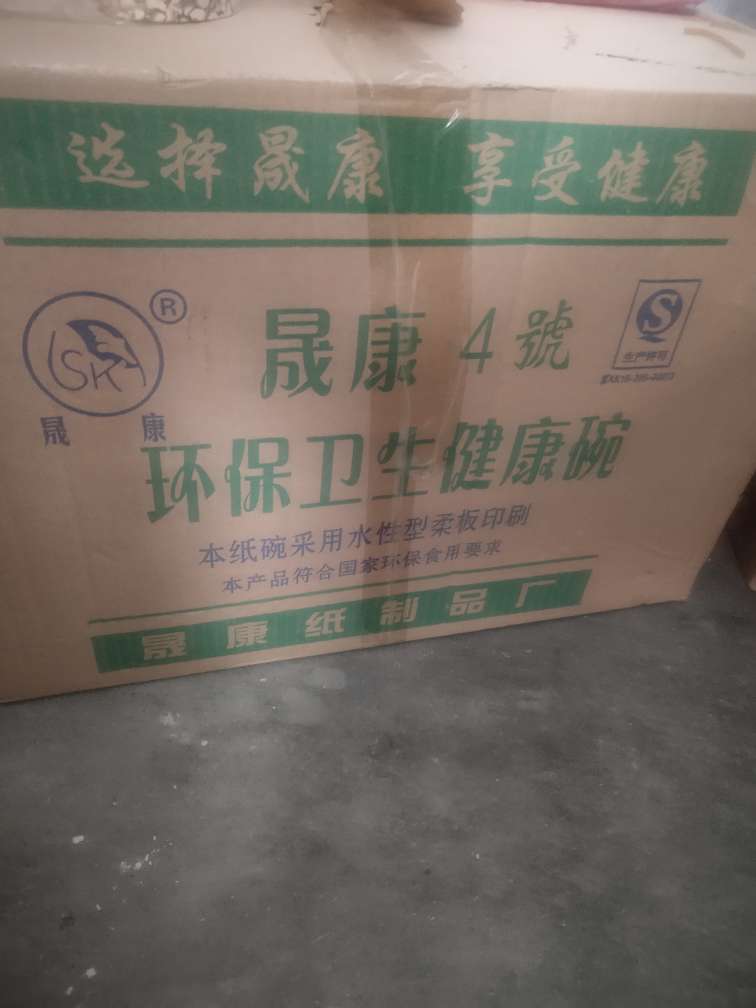 选择晟康 享受健康
SK
R
晟康
晟康 4 號
S
生产许可
环保卫生健康碗
本纸碗采用水性型柔板印刷
本产品符合国家环保食用要求
晟康纸制品厂